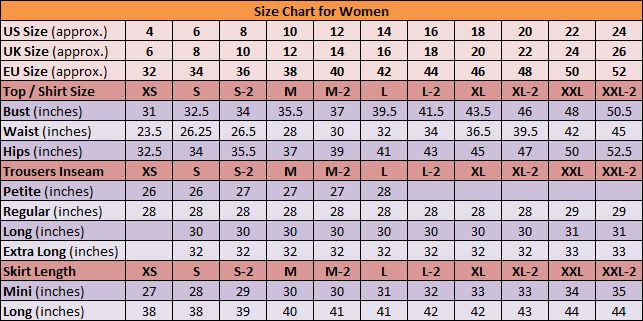 Size Chart for Women
US Size (approx.) 4 6 8 10 12 14 16 18 20 22 24
UK Size (approx.) 6 8 10 12 14 16 18 20 22 24 26
EU Size (approx.) 32 34 36 38 40 42 44 46 48 50 52
Top / Shirt Size XS S S-2 M M-2 L L-2 XL XL-2 XXL XXL-2
Bust (inches) 31 32.5 34 35.5 37 39.5 41.5 43.5 46 48 50.5
Waist (inches) 23.5 26.25 26.5 28 30 32 34 36.5 39.5 42 45
Hips (inches) 32.5 34 35.5 37 39 41 43 45 47 50 52.5
Trousers Inseam XS S S-2 M M-2 L L-2 XL XL-2 XXL XXL-2
Petite (inches) 26 26 27 27 27 28
Regular (inches) 28 28 28 28 28 28 28 28 28 29 29
Long (inches) 30 30 30 30 30 30 30 30 31 31
Extra Long (inches) 32 32 32 32 32 32 32 32 33 33
Skirt Length XS S S-2 M M-2 L L-2 XL XL-2 XXL XXL-2
Mini (inches) 27 28 29 30 30 31 32 33 33 34 35
Long (inches) 38 38 39 40 41 41 42 42 43 44 44